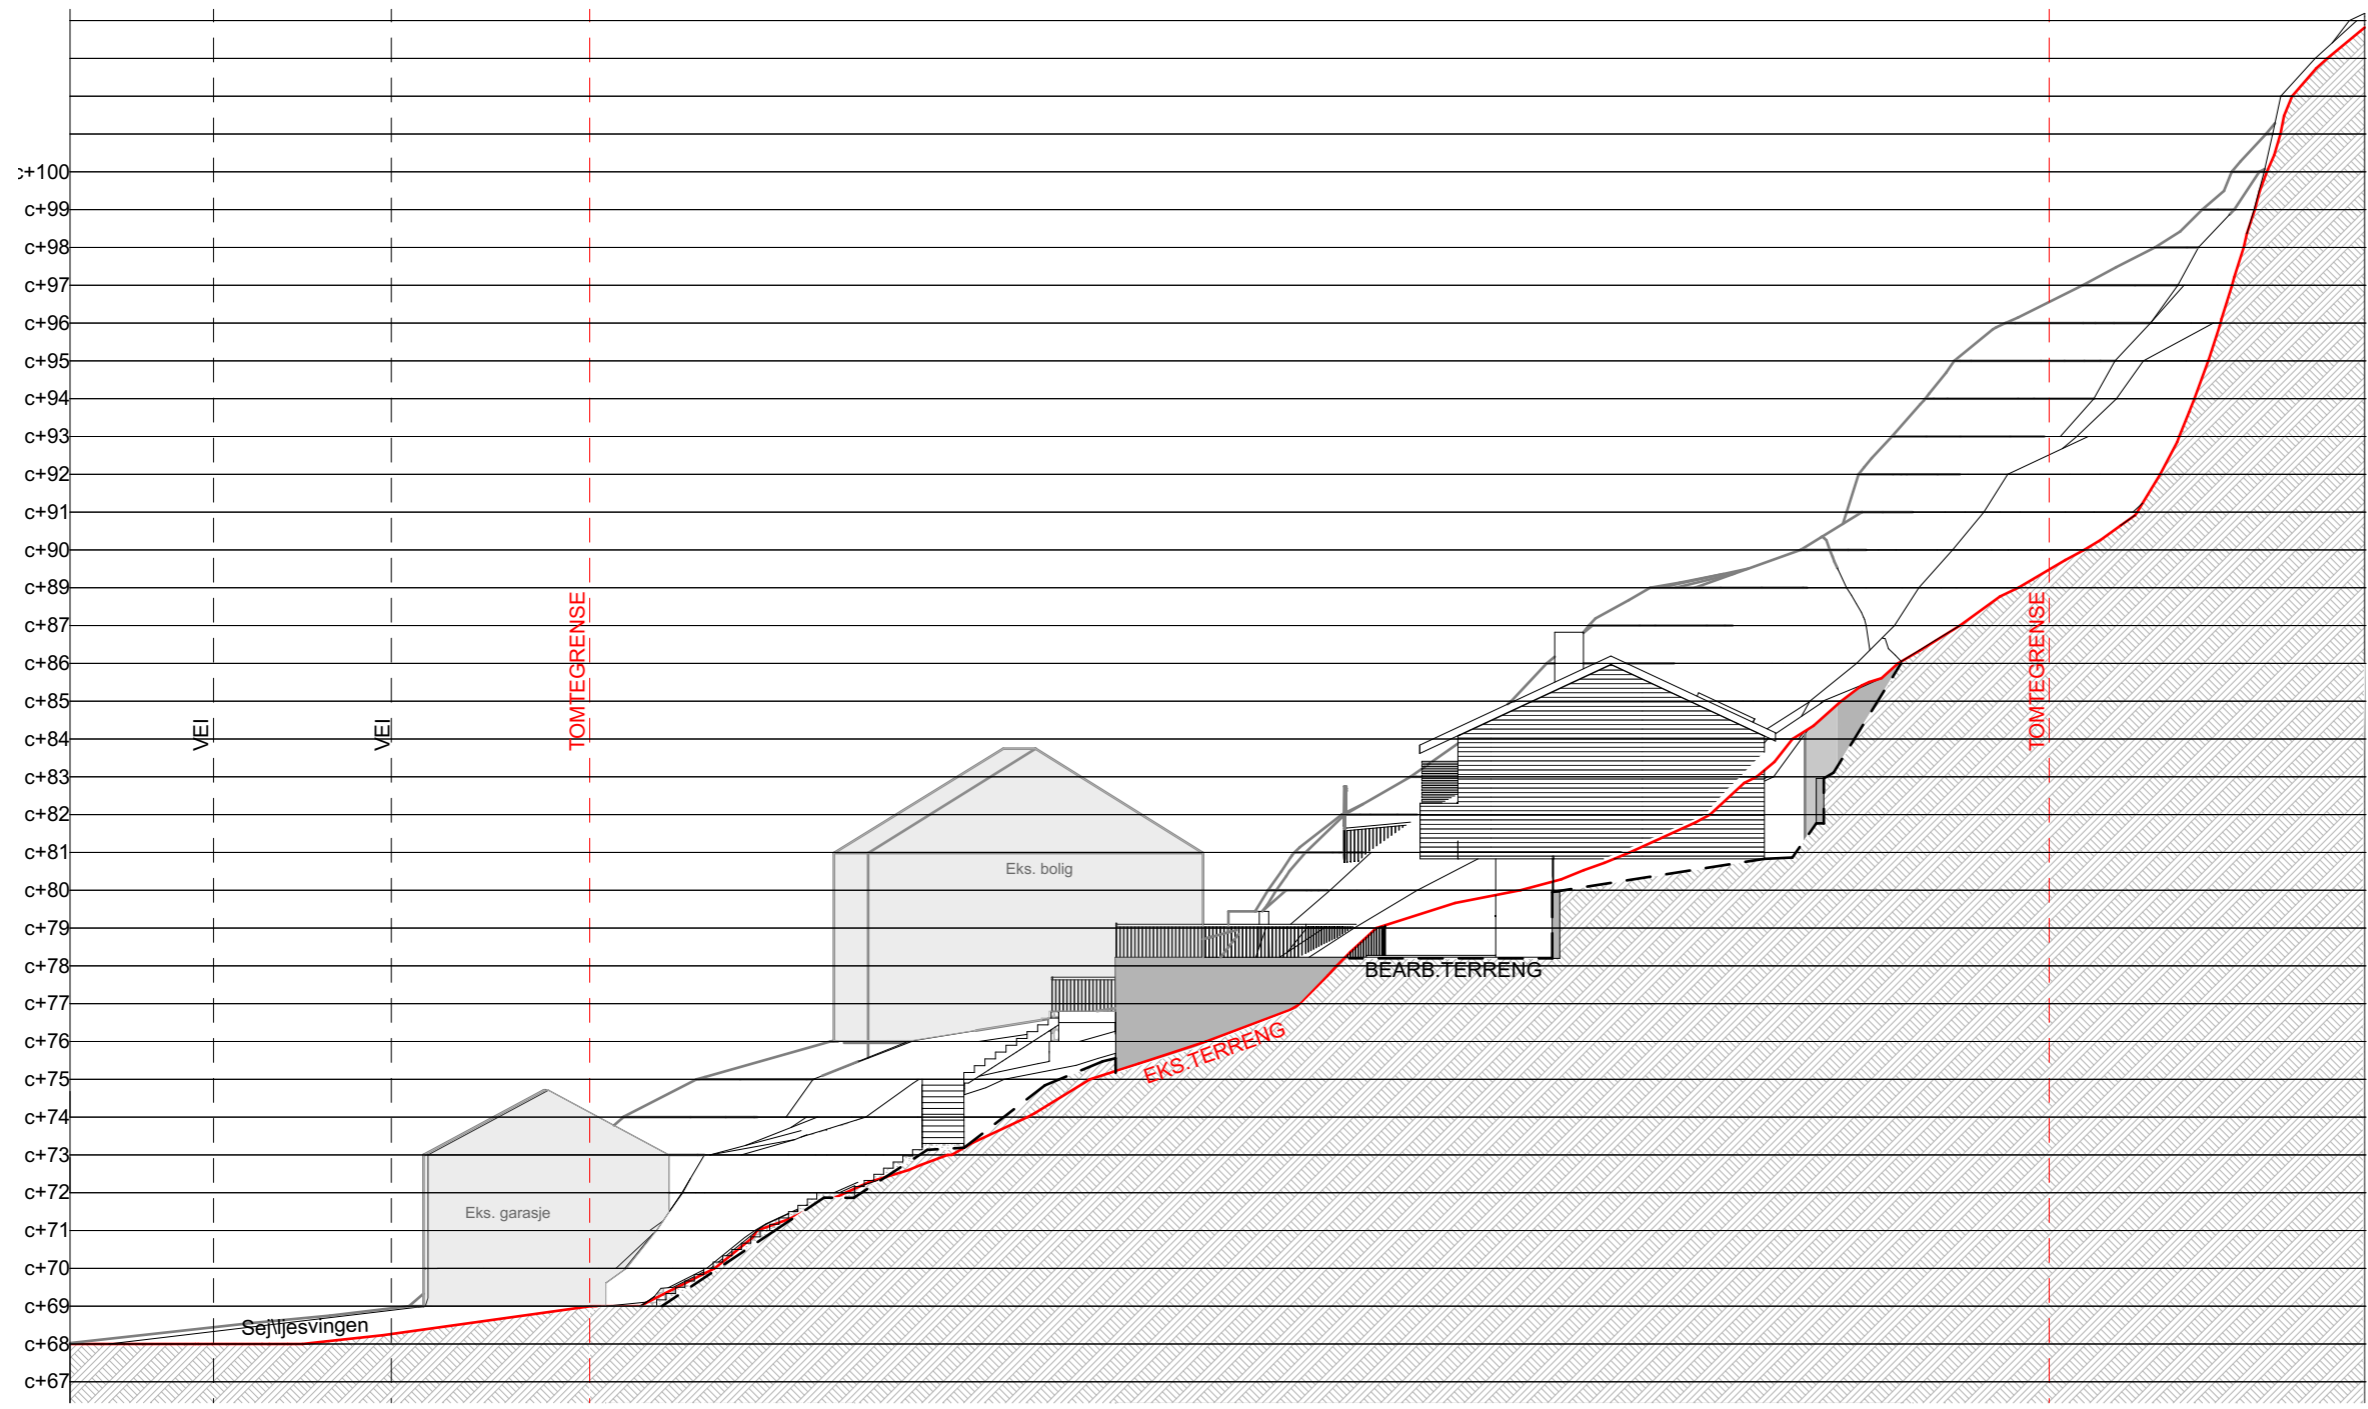 c+100
c+99
c+98
c+97
c+96
c+95
c+94
c+93
c+92
c+91
c+90
c+89
c+87
c+86
c+85
c+84
c+83
c+82
c+81
c+80
c+79
c+78
c+77
c+76
c+75
c+74
c+73
c+72
c+71
c+70
c+69
c+68
c+67
VEI
VEI
TOMTEGRENSE
TOMTEGRENSE
Eks. bolig
BEARB.TERRENG
EKS.TERRENG
Eks. garasje
Sej\ljesvingen